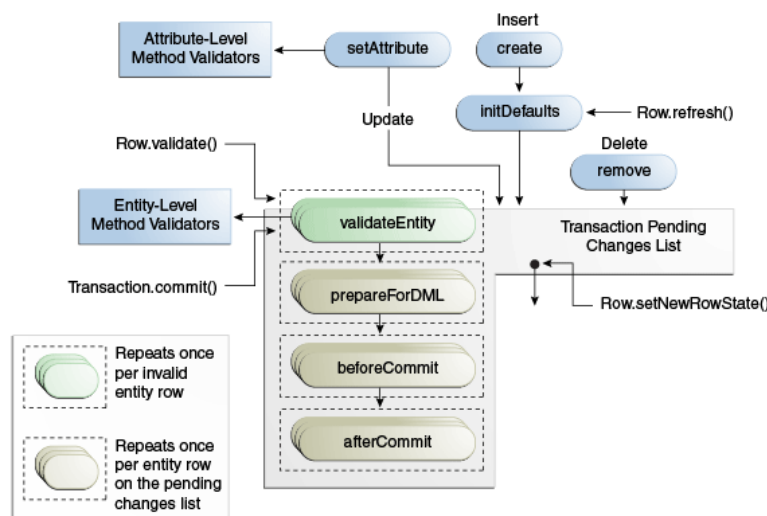 Insert
Attribute-Level
Method Validators
setAttribute
create
Update
initDefaults
Row.refresh()
Row.validate()
Delete
remove
Entity-Level
Method Validators
validateEntity
Transaction Pending
Changes List
Transaction.commit()
prepareForDML
Row.setNewRowState()
Repeats once
per invalid
entity row
beforeCommit
afterCommit
Repeats once
per entity row
on the pending
changes list